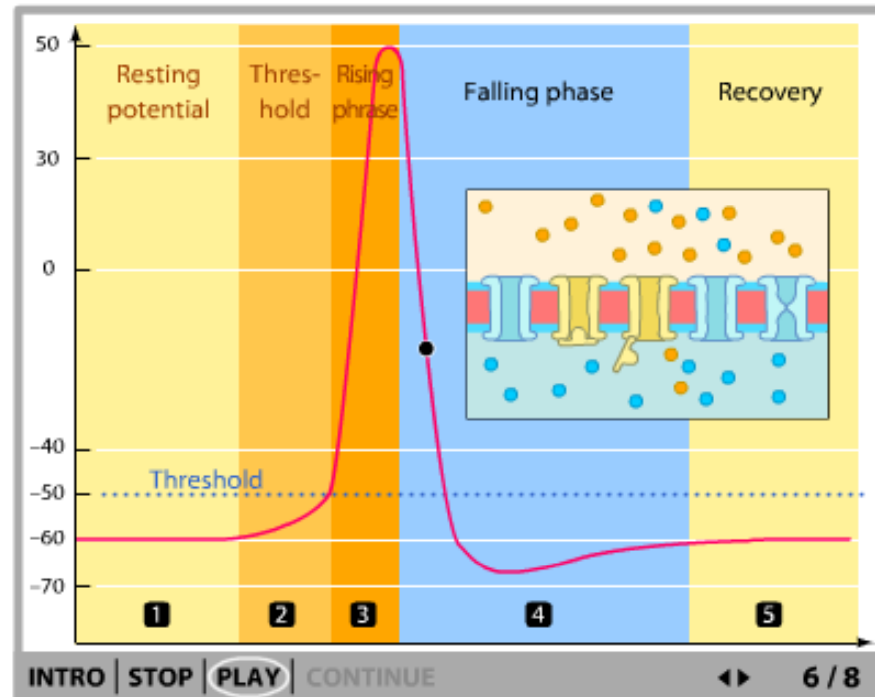 50
Resting
potential
Thres-
hold
Rising
phrase
Falling phase
Recovery
30
0
–40
Threshold
–50
–60
–70
1 2 3 4 5
INTRO | STOP | PLAY | CONTINUE 6 / 8